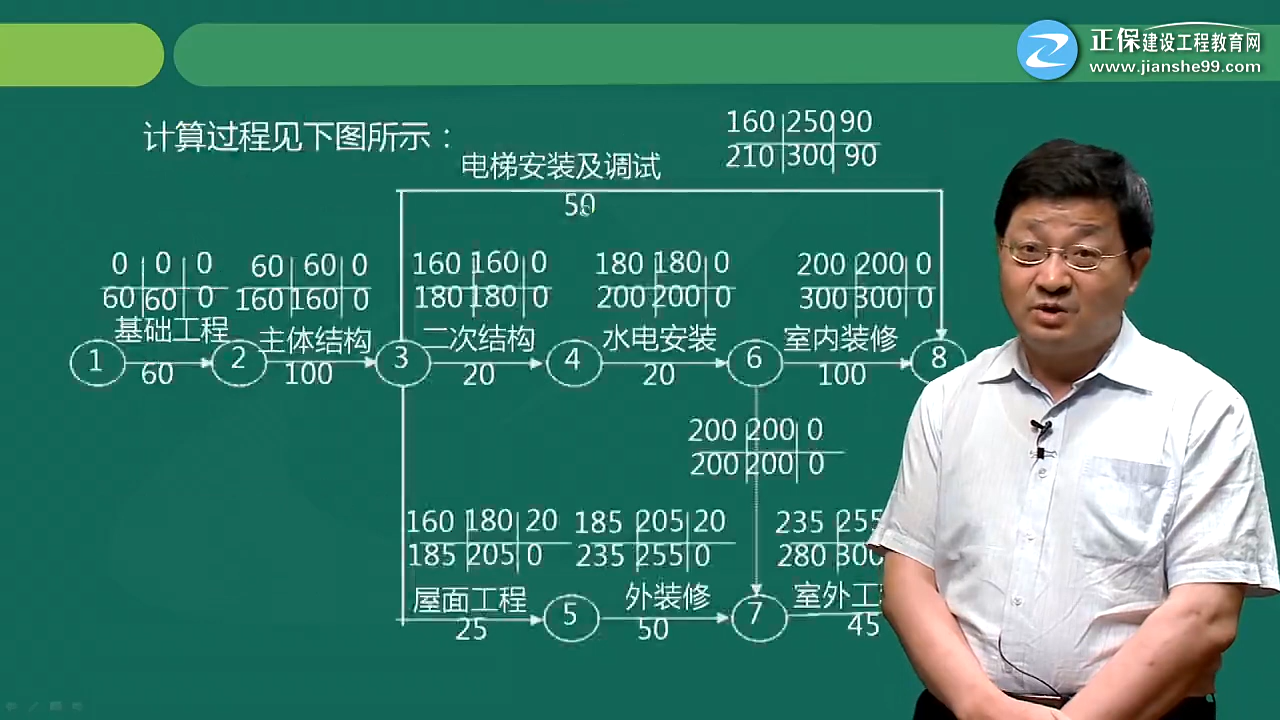 正保建设工程教育网
www.jianshe99.com
计算过程见下图所示：
160 250 90
210 300 90
电梯安装及调试
50
0 0 0
60 60 0
60 60 0
160 160 0
160 160 0
180 180 0
180 180 0
200 200 0
200 200 0
300 300 0
基础工程
主体结构
二次结构
水电安装
室内装修
1 2 3 4 6 8
60 100 20 20 100
200 200 0
200 200 0
160 180 20
185 205 0
185 205 20
235 255 0
235 255
280 300
屋面工程
外装修
室外工
5 7
25 50 45